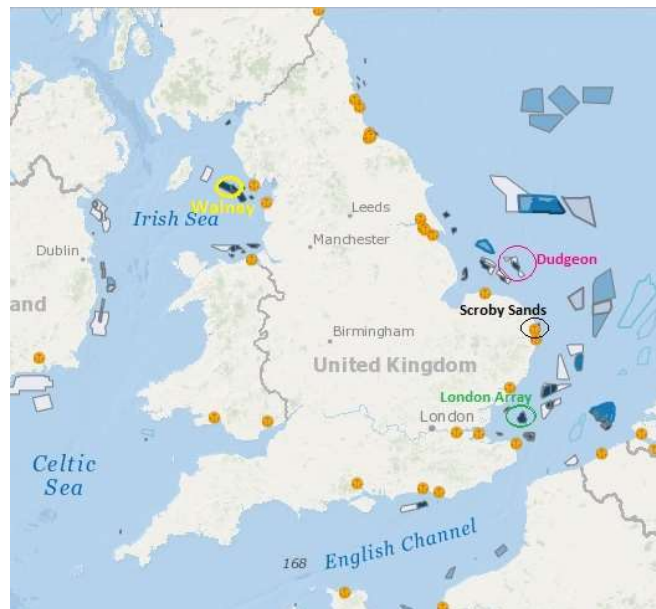 Irish Sea
Walney
Leeds
Manchester
Dublin
Dudgeon
and
Scroby Sands
Birmingham
United Kingdom
London Array
London
Celtic
Sea
English Channel
168